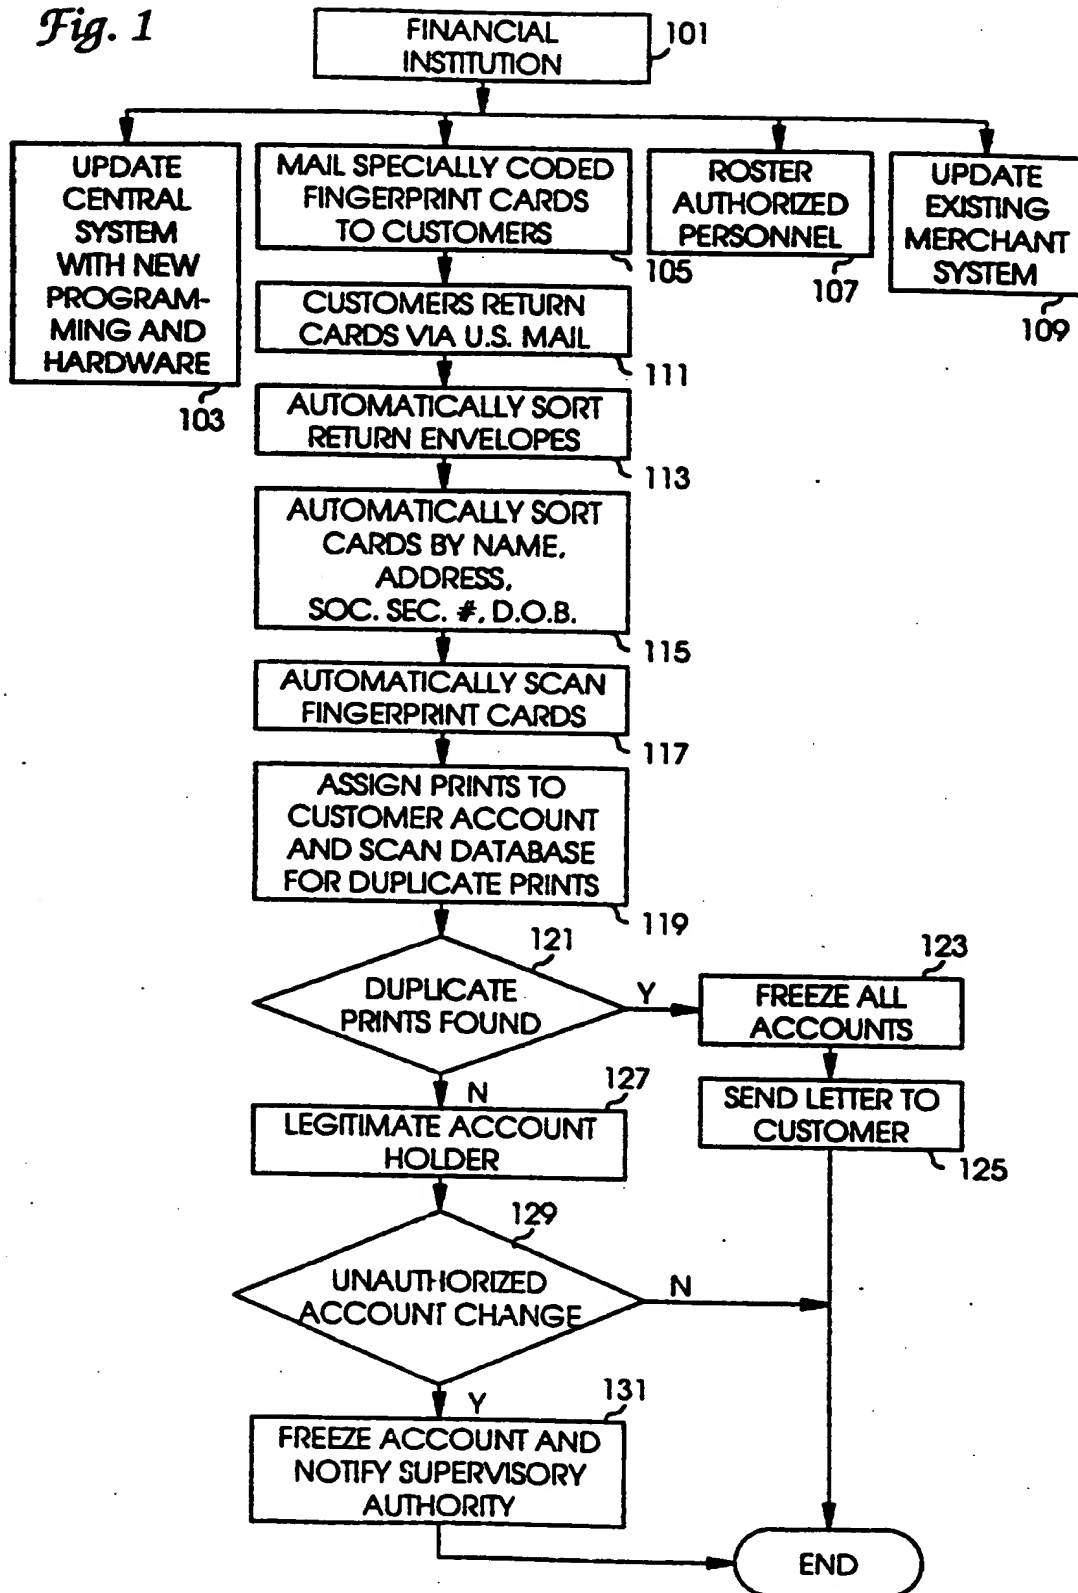 Fig. 1
FINANCIAL
INSTITUTION
101
UPDATE
CENTRAL
SYSTEM
WITH NEW
PROGRAM-
MING AND
HARDWARE
103
MAIL SPECIALLY CODED
FINGERPRINT CARDS
TO CUSTOMERS
105
ROSTER
AUTHORIZED
PERSONNEL
107
UPDATE
EXISTING
MERCHANT
SYSTEM
109
CUSTOMERS RETURN
CARDS VIA U.S. MAIL
111
AUTOMATICALLY SORT
RETURN ENVELOPES
113
AUTOMATICALLY SORT
CARDS BY NAME,
ADDRESS,
SOC. SEC. #, D.O.B.
115
AUTOMATICALLY SCAN
FINGERPRINT CARDS
117
ASSIGN PRINTS TO
CUSTOMER ACCOUNT
AND SCAN DATABASE
FOR DUPLICATE PRINTS
119
121
DUPLICATE
PRINTS FOUND
Y
123
FREEZE ALL
ACCOUNTS
SEND LETTER TO
CUSTOMER
125
N
127
LEGITIMATE ACCOUNT
HOLDER
129
UNAUTHORIZED
ACCOUNT CHANGE
N
Y
131
FREEZE ACCOUNT AND
NOTIFY SUPERVISORY
AUTHORITY
END